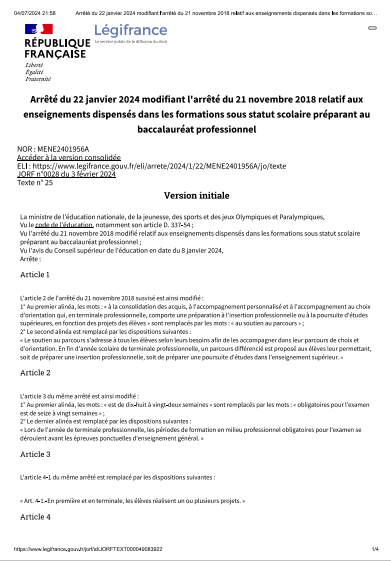 04/07/2024 21:58
Arrêté du 22 janvier 2024 modifiant l'arrêté du 21 novembre 2018 relatif aux enseignements dispensés dans les formations so…
RÉPUBLIQUE
FRANÇAISE
Liberté
Égalité
Fraternité
Légifrance
Le service public de la diffusion du droit
Arrêté du 22 janvier 2024 modifiant l'arrêté du 21 novembre 2018 relatif aux
enseignements dispensés dans les formations sous statut scolaire préparant au
baccalauréat professionnel
NOR : MENE2401956A
Accéder à la version consolidée
ELI : https://www.legifrance.gouv.fr/eli/arrete/2024/1/22/MENE2401956A/jo/texte
JORF n°0028 du 3 février 2024
Texte n° 25
Version initiale
La ministre de l'éducation nationale, de la jeunesse, des sports et des jeux Olympiques et Paralympiques,
Vu le code de l'éducation, notamment son article D. 337-54 ;
Vu l'arrêté du 21 novembre 2018 modifié relatif aux enseignements dispensés dans les formations sous statut scolaire
préparant au baccalauréat professionnel ;
Vu l'avis du Conseil supérieur de l'éducation en date du 8 janvier 2024,
Arrête :
Article 1
L'article 2 de l'arrêté du 21 novembre 2018 susvisé est ainsi modifié :
1° Au premier alinéa, les mots : « à la consolidation des acquis, à l'accompagnement personnalisé et à l'accompagnement au choix
d'orientation qui, en terminale professionnelle, comporte une préparation à l'insertion professionnelle ou à la poursuite d'études
supérieures, en fonction des projets des élèves » sont remplacés par les mots : « au soutien au parcours » ;
2° Le second alinéa est remplacé par les dispositions suivantes :
« Le soutien au parcours s'adresse à tous les élèves selon leurs besoins afin de les accompagner dans leur parcours de choix et
d'orientation. En fin d'année scolaire de terminale professionnelle, un parcours différencié est proposé aux élèves leur permettant,
soit de préparer une insertion professionnelle, soit de préparer une poursuite d'études dans l'enseignement supérieur. »
Article 2
L'article 3 du même arrêté est ainsi modifié :
1° Au premier alinéa, les mots : « est de dix-huit à vingt-deux semaines » sont remplacés par les mots : « obligatoires pour l'examen
est de seize à vingt semaines » ;
2° Le dernier alinéa est remplacé par les dispositions suivantes :
« Lors de l'année de terminale professionnelle, les périodes de formation en milieu professionnel obligatoires pour l'examen se
déroulent avant les épreuves ponctuelles d'enseignement général. »
Article 3
L'article 4-1 du même arrêté est remplacé par les dispositions suivantes :
« Art. 4-1.-En première et en terminale, les élèves réalisent un ou plusieurs projets. »
Article 4
https://www.legifrance.gouv.fr/jorf/id/JORFTEXT000049083922
1/4